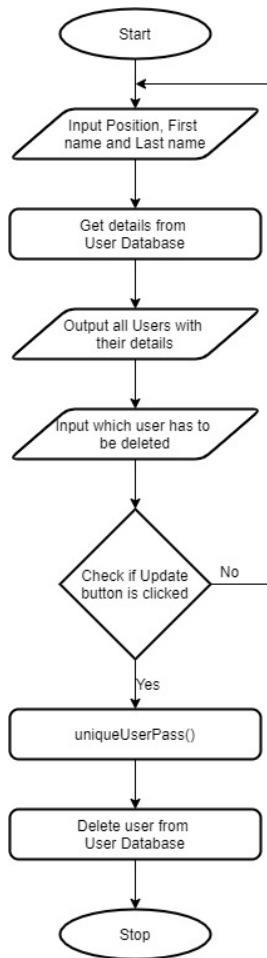 Start
Input Position, First
name and Last name
Get details from
User Database
Output all Users with
their details
Input which user has to
be deleted
Check if Update
button is clicked
No
Yes
uniqueUserPass()
Delete user from
User Database
Stop